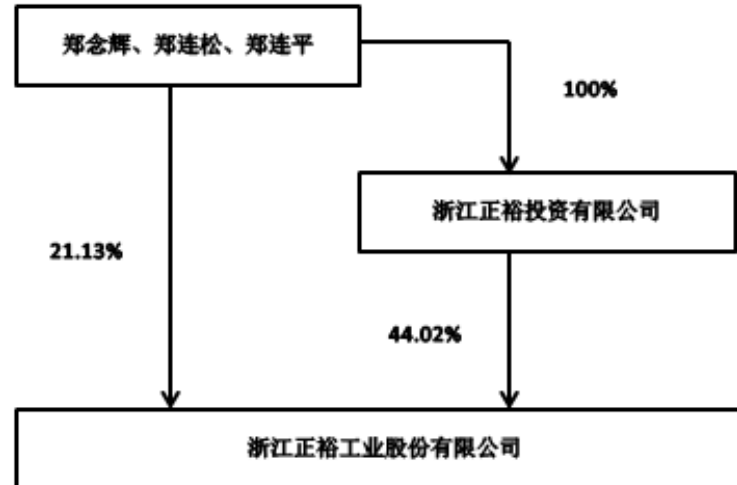 郑念辉、郑连松、郑连平
100%
浙江正裕投资有限公司
21.13%
44.02%
浙江正裕工业股份有限公司